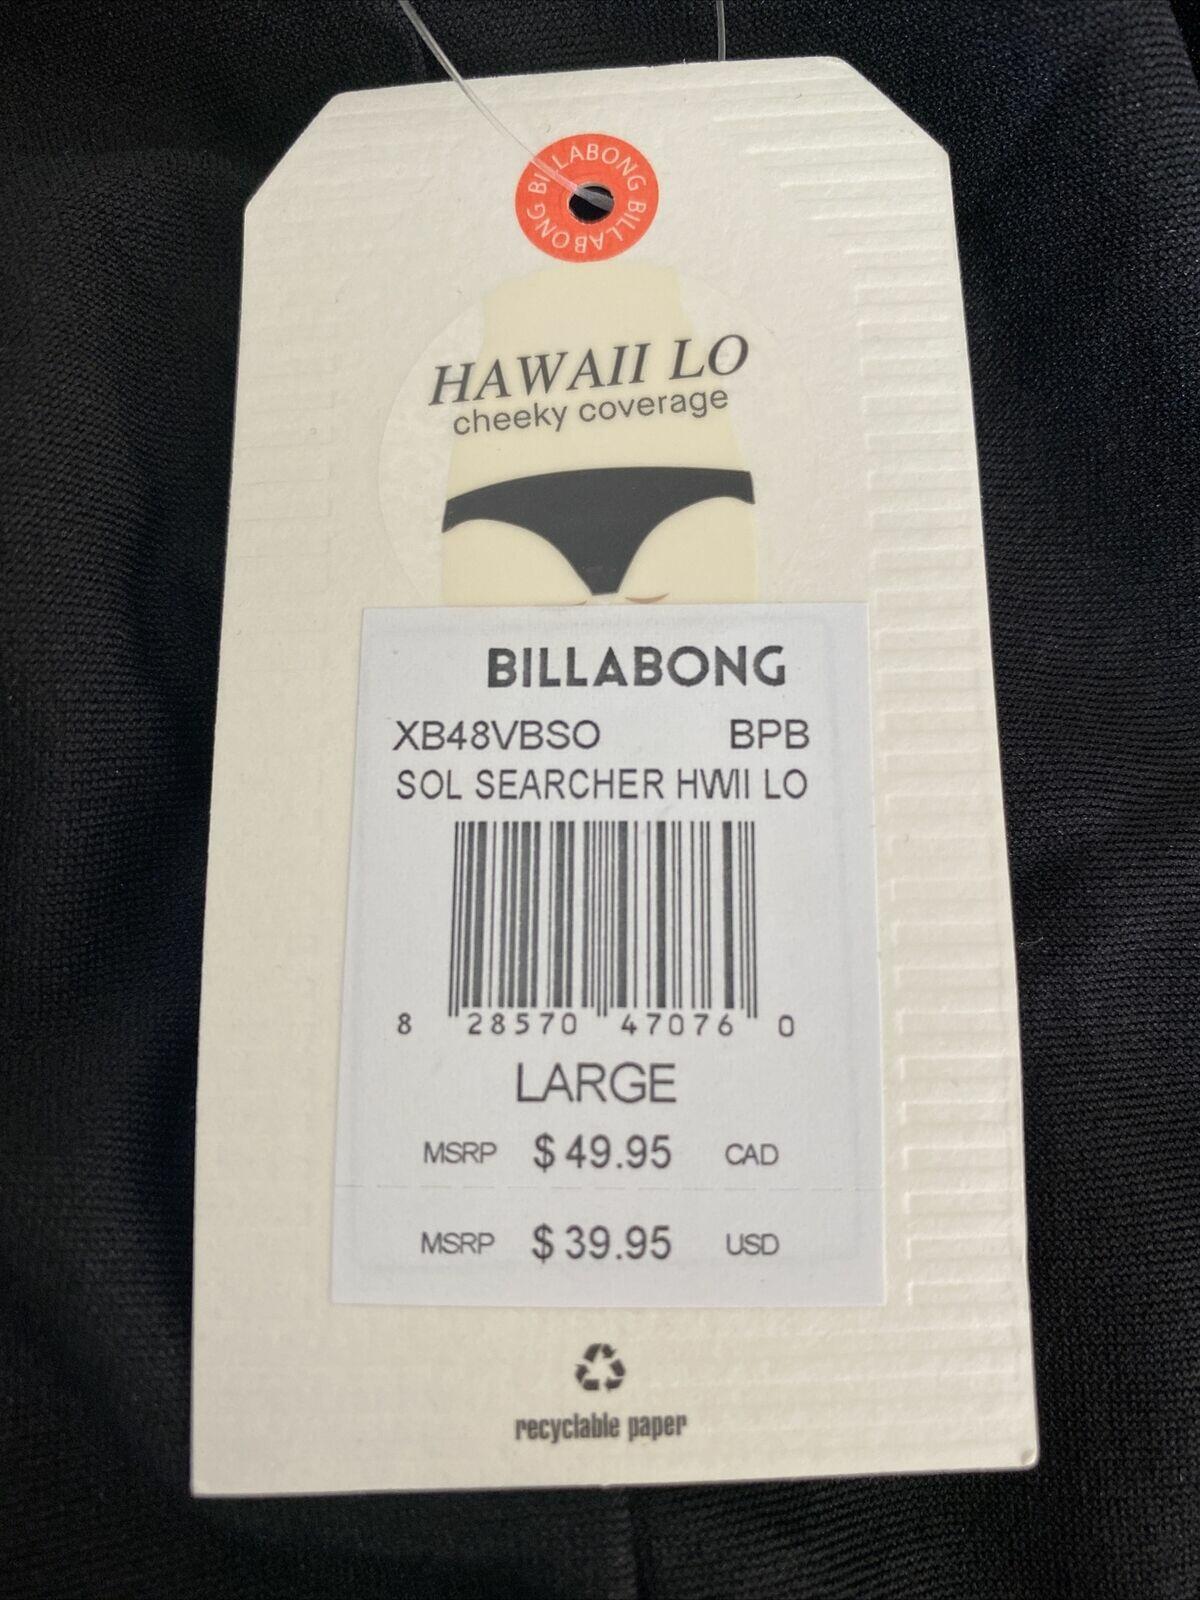 BILLABONG BILLABONG
HAWAII LO
cheeky coverage
BILLABONG
XB48VBSO BPB
SOL SEARCHER HWII LO
8 28570 47076 0
LARGE
MSRP $ 49.95 CAD
MSRP $ 39.95 USD
recyclable paper